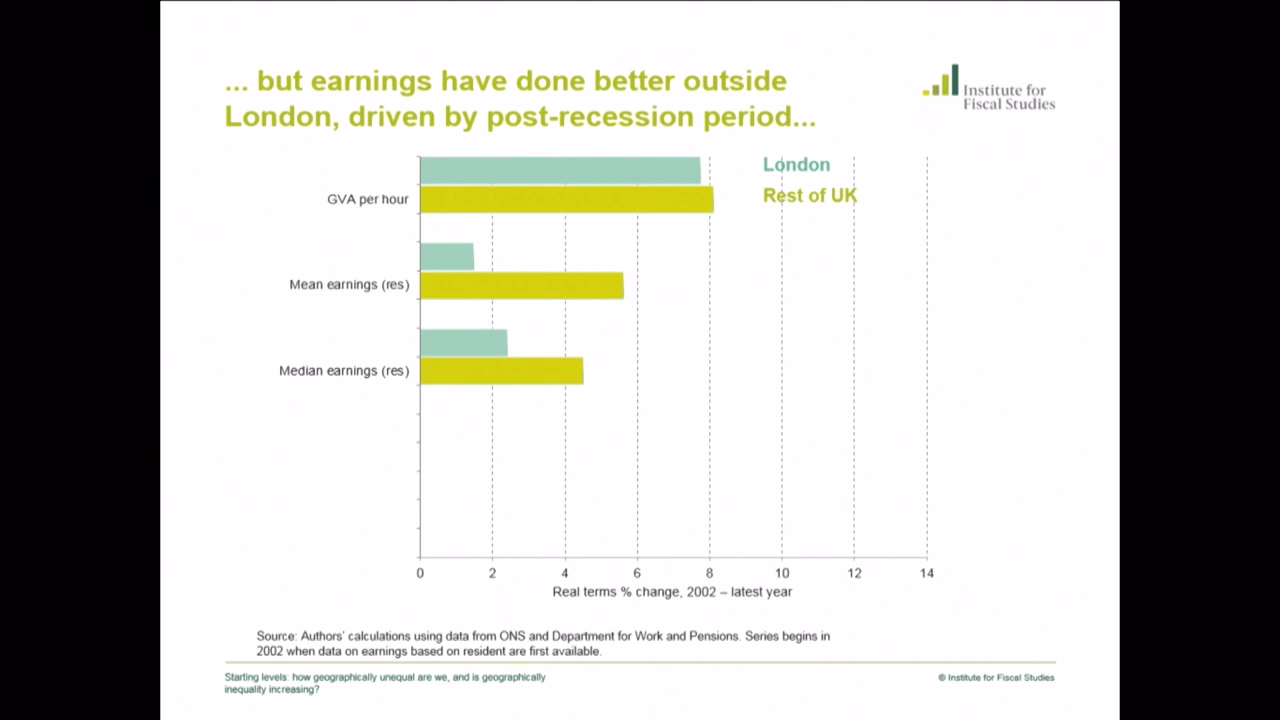 ... but earnings have done better outside
London, driven by post-recession period...
Institute for
Fiscal Studies
London
Rest of UK
GVA per hour
Mean earnings (res)
Median earnings (res)
0 2 4 6 8 10 12 14
Real terms % change, 2002 – latest year
Source: Authors' calculations using data from ONS and Department for Work and Pensions. Series begins in
2002 when data on earnings based on resident are first available.
Starting levels: how geographically unequal are we, and is geographically
inequality increasing?
© Institute for Fiscal Studies